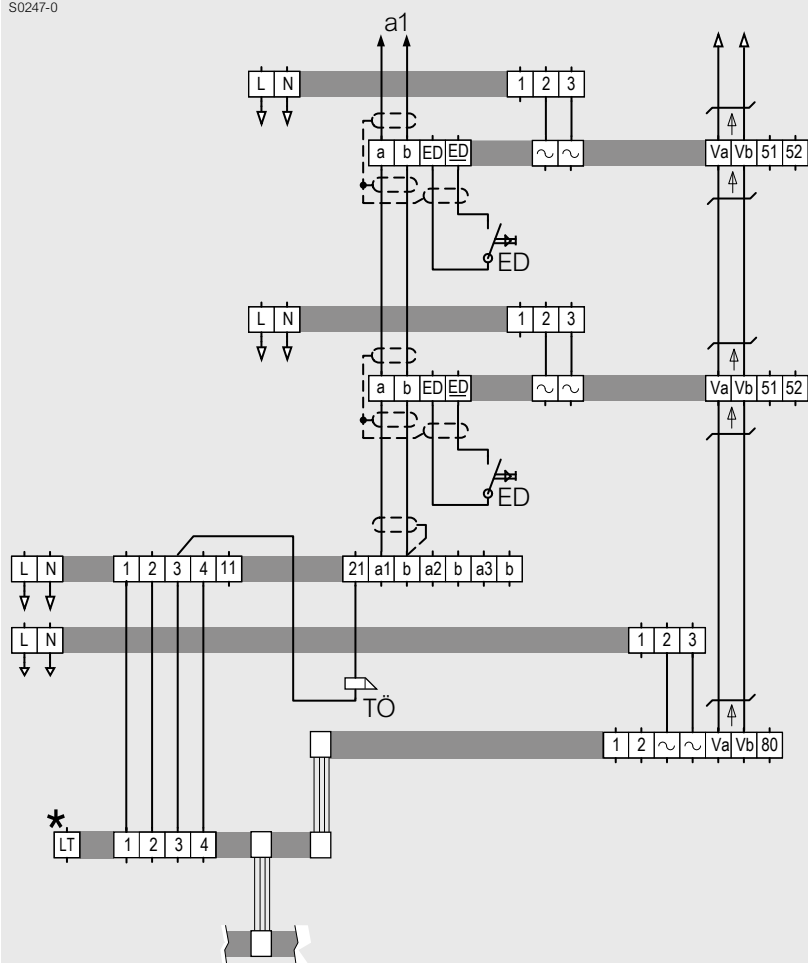 S0247-0
a1
L N 1 2 3
a b ED ED ~ ~ Va Vb 51 52
ED
L N 1 2 3
a b ED ED ~ ~ Va Vb 51 52
ED
L N 1 2 3 4 11 21 a1 b a2 b a3 b
L N 1 2 3
TÖ
1 2 ~ ~ Va Vb 80
*
LT 1 2 3 4